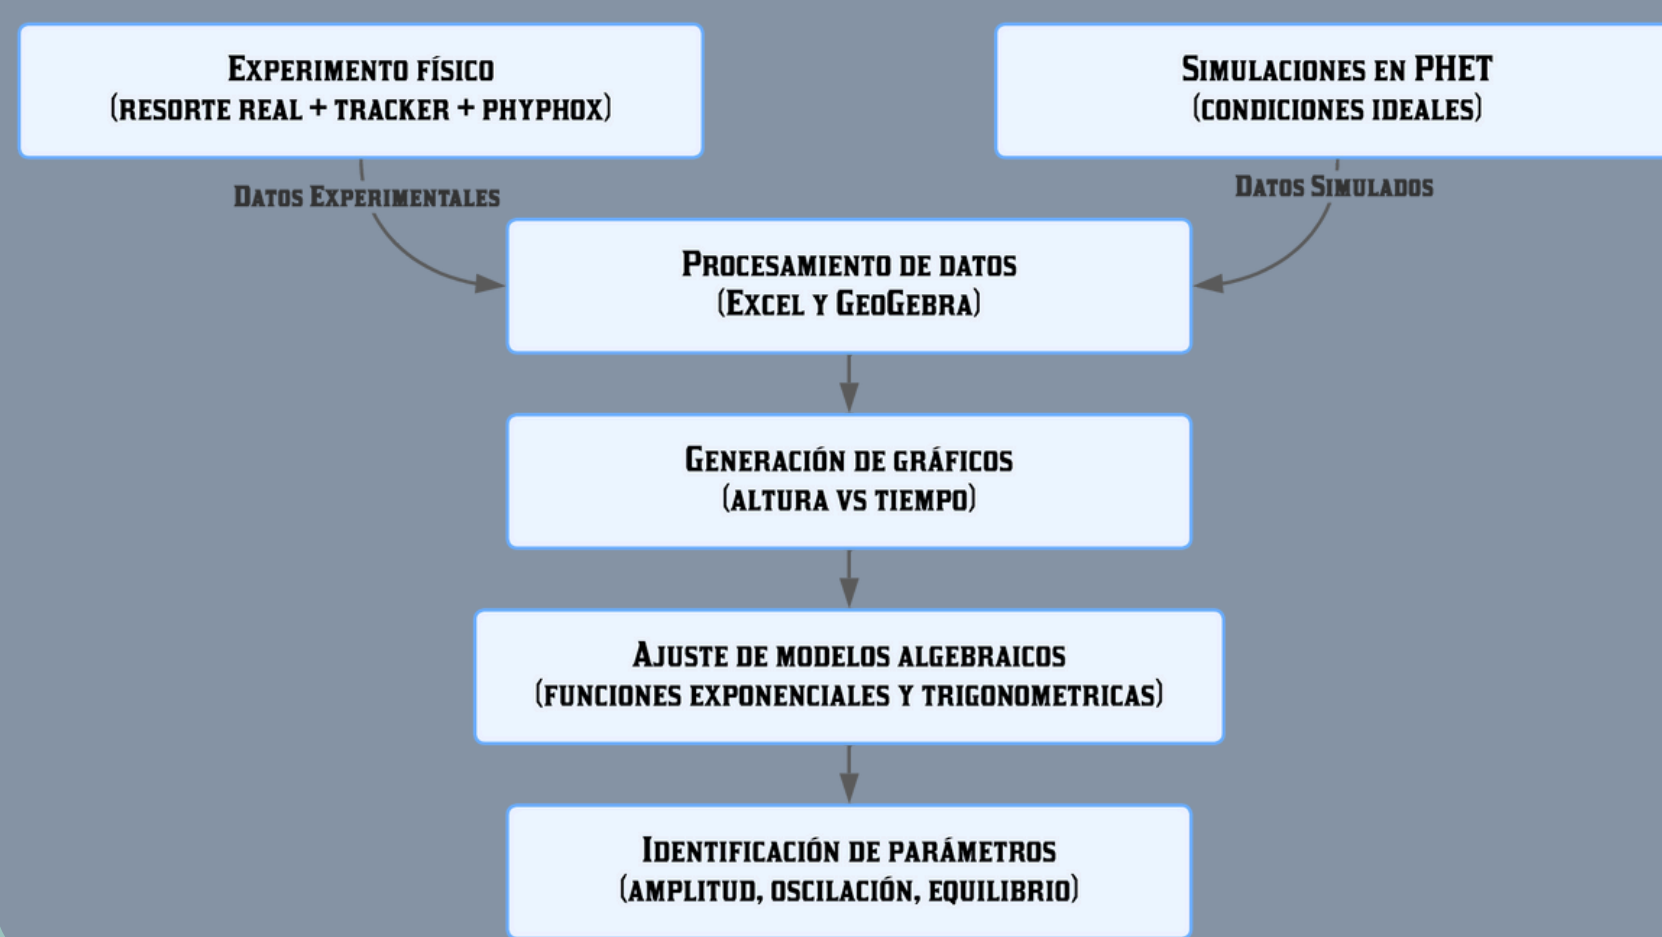 Experimento físico
(resorte real + tracker + phyphox)
Simulaciones en PHET
(condiciones ideales)
Datos Experimentales
Datos Simulados
Procesamiento de datos
(Excel y GeoGebra)
Generación de gráficos
(altura vs tiempo)
Ajuste de modelos algebraicos
(funciones exponenciales y trigonometricas)
Identificación de parámetros
(amplitud, oscilación, equilibrio)